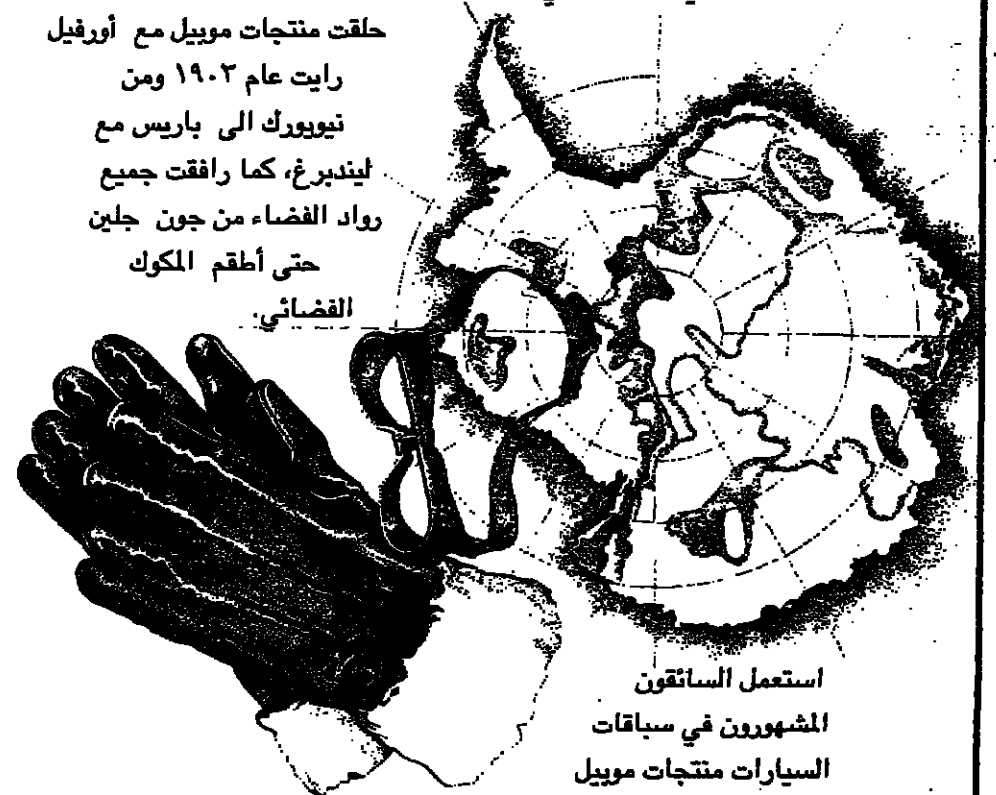 حلقت منتجات موبيل مع أورفيل
رايت عام ١٩٠٣ ومن
نيويورك الى باريس مع
ليندبرغ، كما رافقت جميع
رواد الفضاء من جون جلين
حتى أطقم المكوك
الفضائي.
استعمل السائقون
المشهورون في سباقات
السيارات منتجات موبيل